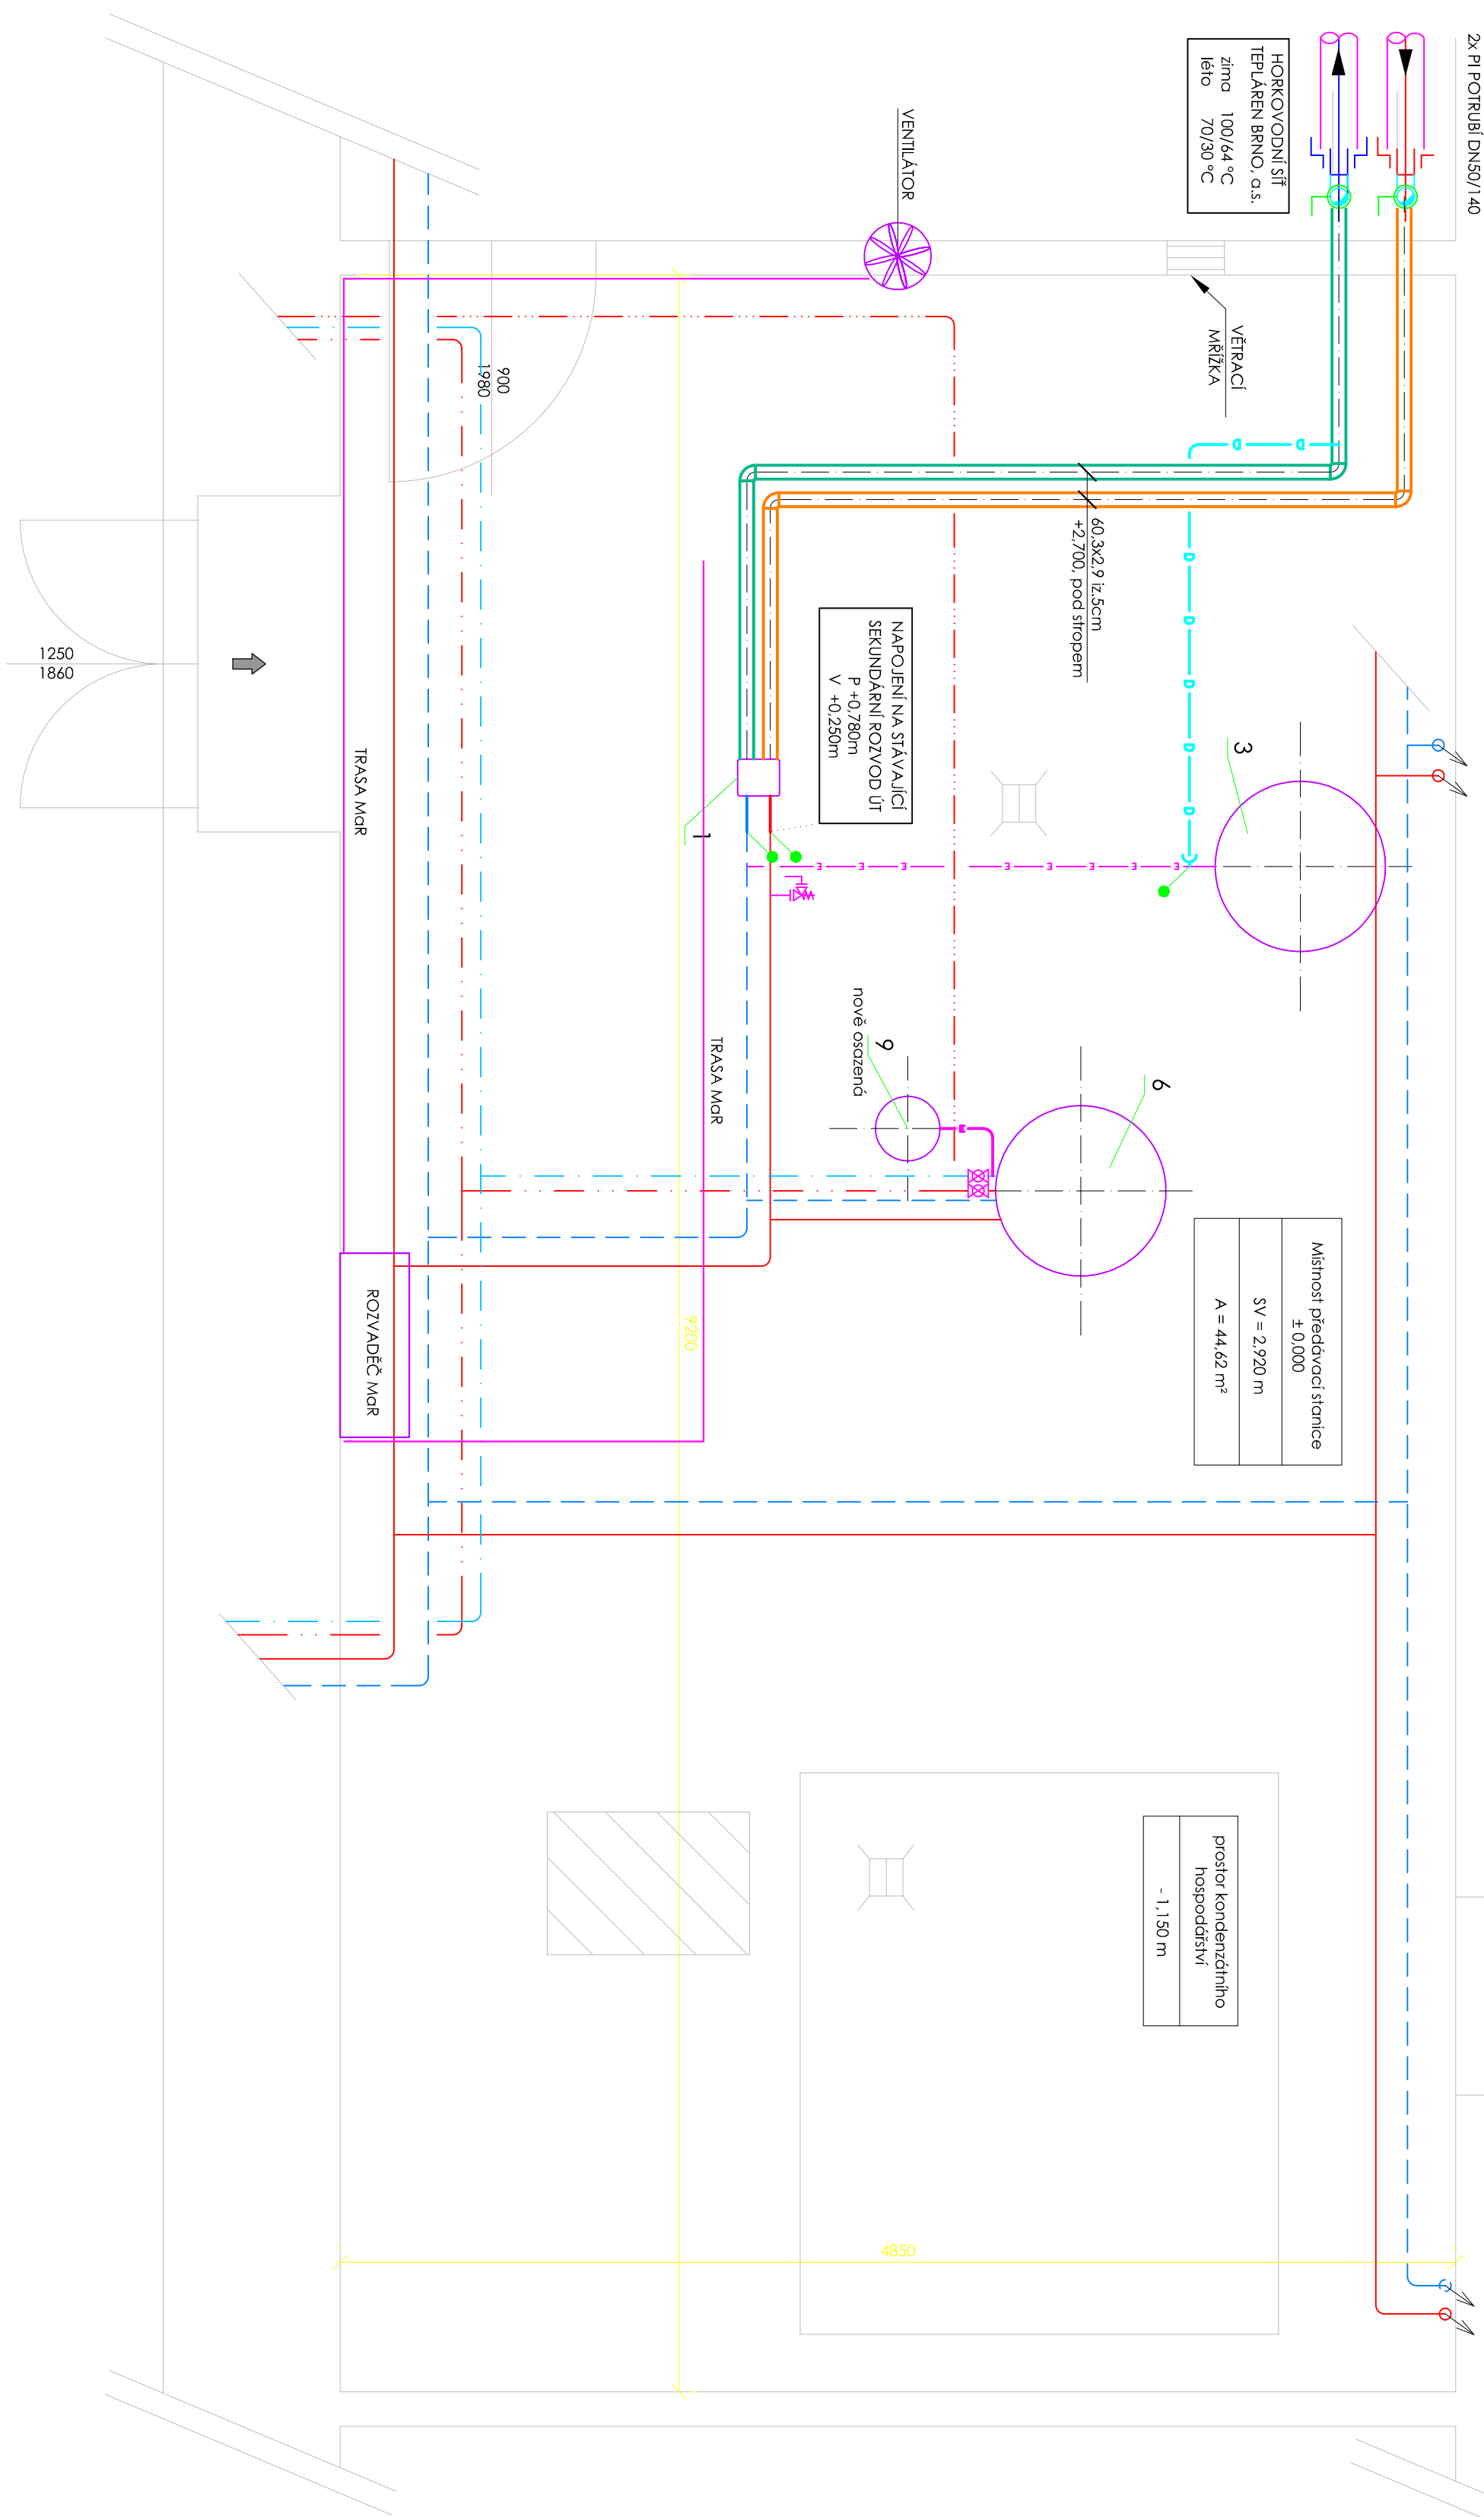 2x PI POTRUBÍ DN50/140
HORKOVODNÍ SÍŤ
TEPLÁREN BRNO, a.s.
zima 100/64 °C
léto 70/30 °C
VENTILÁTOR
VĚTRACÍ
MŘÍŽKA
900
1980
60,3x2,9 iz.5cm
+2,700, pod stropem
D
D
D
D
D
D
D
NAPOJENÍ NA STÁVAJÍCÍ
SEKUNDÁRNÍ ROZVOD ÚT
P +0,780m
V +0,250m
1250
1860
TRASA MaR
3
1
E
E
E
E
E
E
E
E
nově osazená
9
6
TRASA MaR
E
Místnost předávací stanice
± 0,000
SV = 2,920 m
A = 44,62 m²
ROZVADĚČ MaR
9200
prostor kondenzátního
hospodářství
- 1,150 m
4850